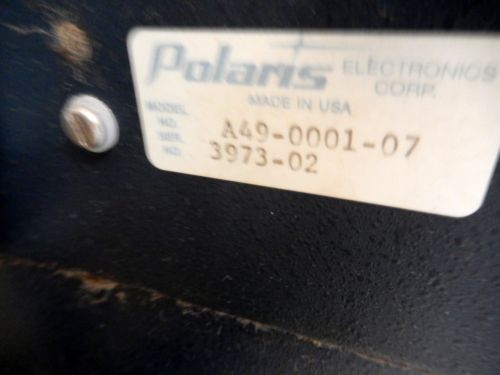 Polaris ELECTRONICS CORP.
MADE IN USA
MODEL NO. A49-0001-07
SER. NO. 3973-02